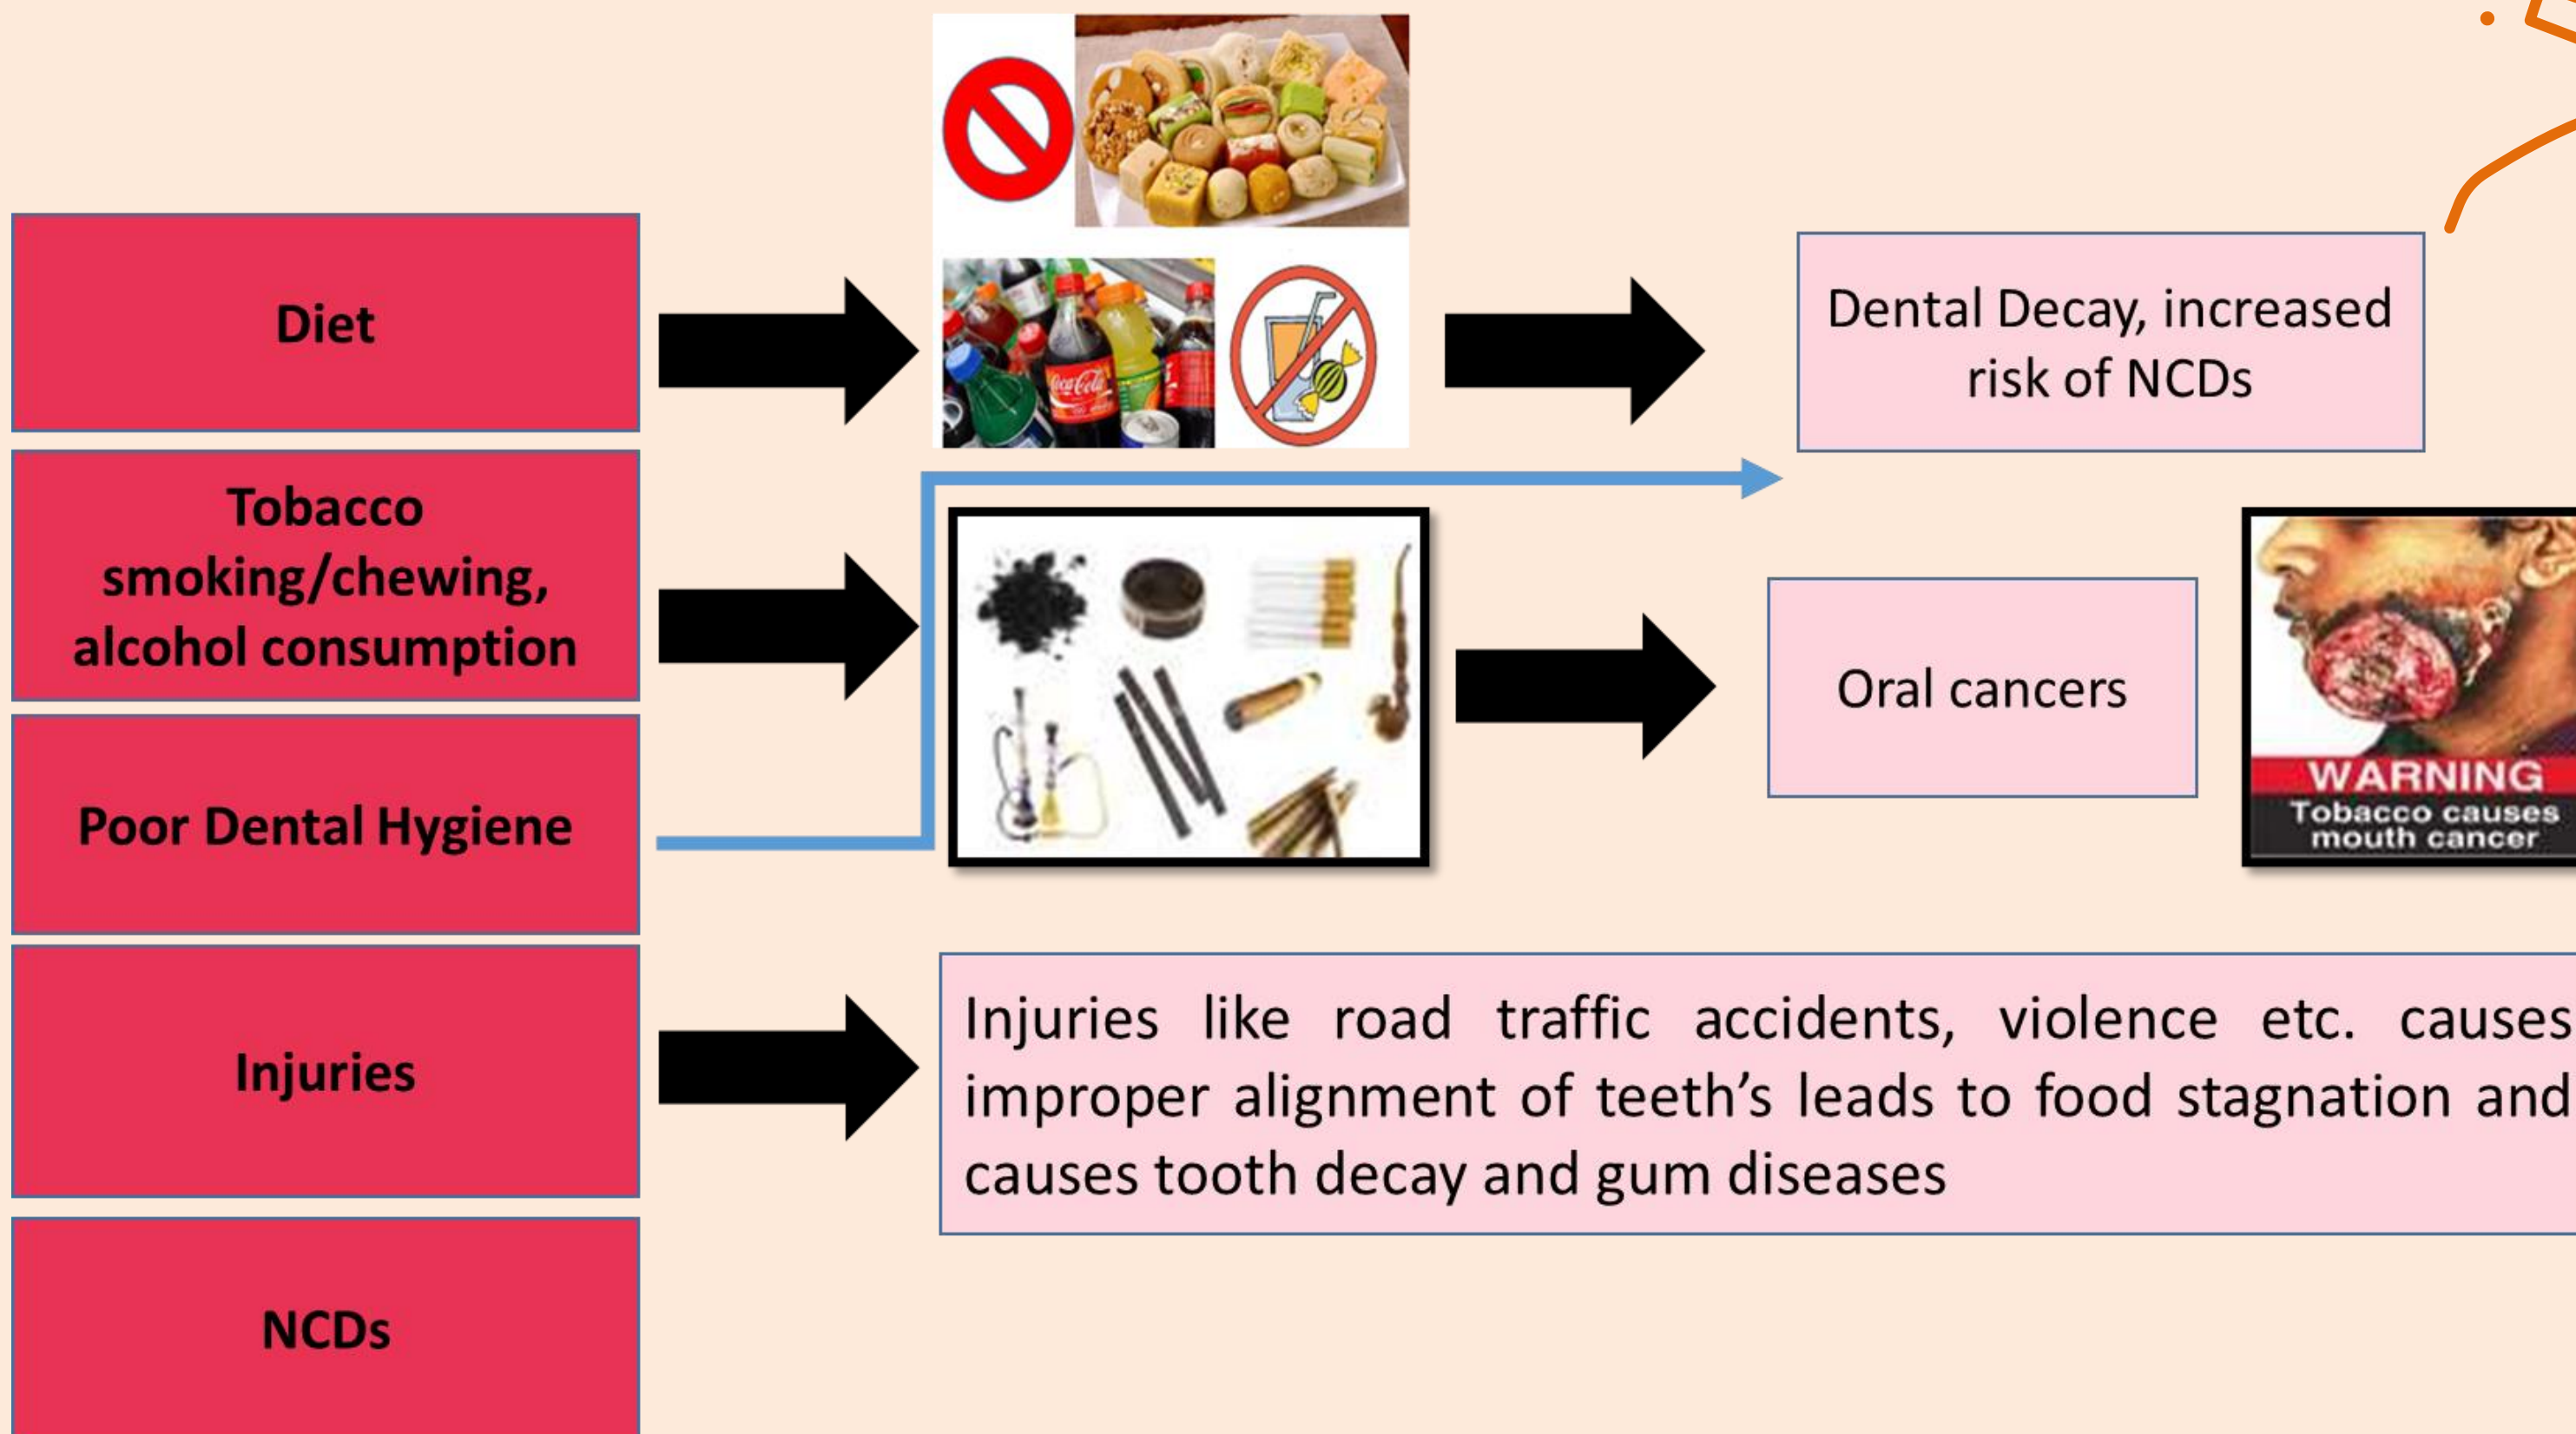 Diet
Dental Decay, increased
risk of NCDs
Coca-Cola
Tobacco
smoking/chewing,
alcohol consumption
Oral cancers
WARNING
Tobacco causes
mouth cancer
Poor Dental Hygiene
Injuries
Injuries like road traffic accidents, violence etc. causes
improper alignment of teeth’s leads to food stagnation and
causes tooth decay and gum diseases
NCDs